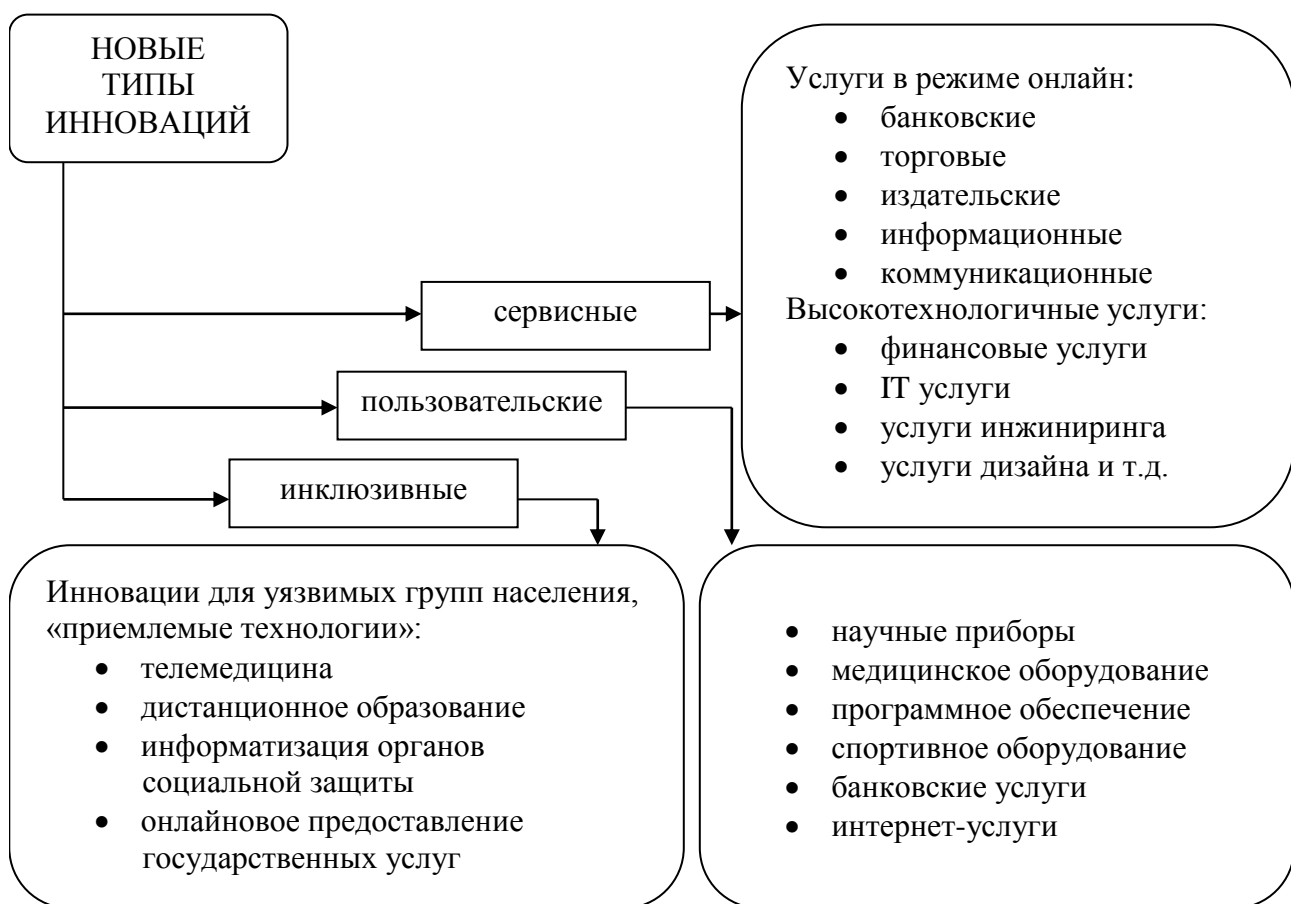 НОВЫЕ
ТИПЫ
ИННОВАЦИЙ
сервисные
Услуги в режиме онлайн:
• банковские
• торговые
• издательские
• информационные
• коммуникационные
Высокотехнологичные услуги:
• финансовые услуги
• IT услуги
• услуги инжиниринга
• услуги дизайна и т.д.
пользовательские
инклюзивные
Инновации для уязвимых групп населения,
«приемлемые технологии»:
• телемедицина
• дистанционное образование
• информатизация органов
социальной защиты
• онлайновое предоставление
государственных услуг
• научные приборы
• медицинское оборудование
• программное обеспечение
• спортивное оборудование
• банковские услуги
• интернет-услуги